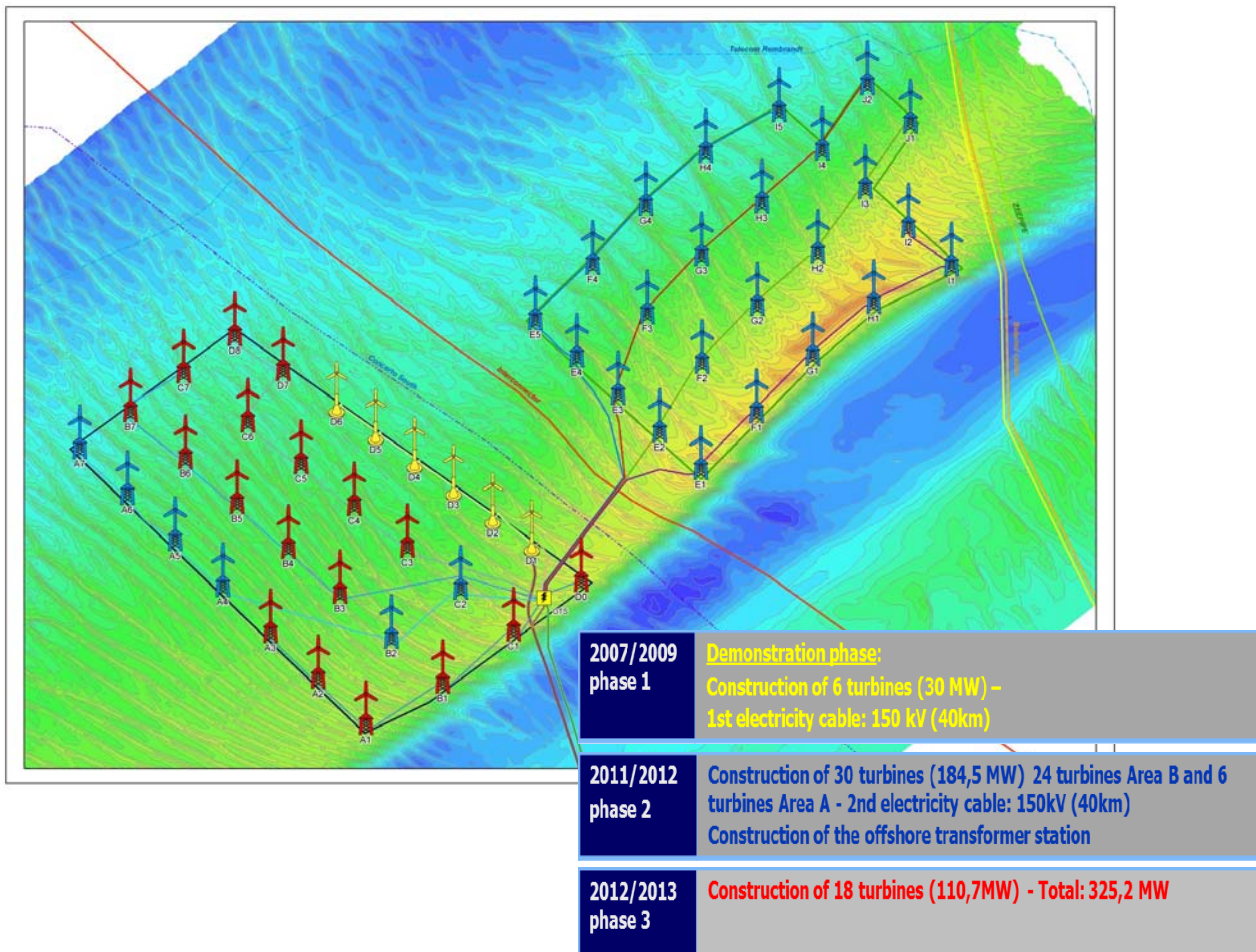 Telecom Rembrandt
J2
I5
J1
I4
H4
I3
H3
G4
I2
H2
G3
F4
I1
G2
H1
F3
E5
G1
F2
E4
F1
E3
E2
E1
Concerto South
Interconnector
ZEEPIPE
D8
D7
C7
D6
B7
C6
D5
A7
B6
C5
D4
A6
B5
C4
D3
A5
B4
C3
D2
A4
B3
C2
D1
D0
OTS
A3
B2
C1
A2
B1
A1
2007/2009
phase 1
Demonstration phase:
Construction of 6 turbines (30 MW) –
1st electricity cable: 150 kV (40km)
2011/2012
phase 2
Construction of 30 turbines (184,5 MW) 24 turbines Area B and 6
turbines Area A - 2nd electricity cable: 150kV (40km)
Construction of the offshore transformer station
2012/2013
phase 3
Construction of 18 turbines (110,7MW) - Total: 325,2 MW